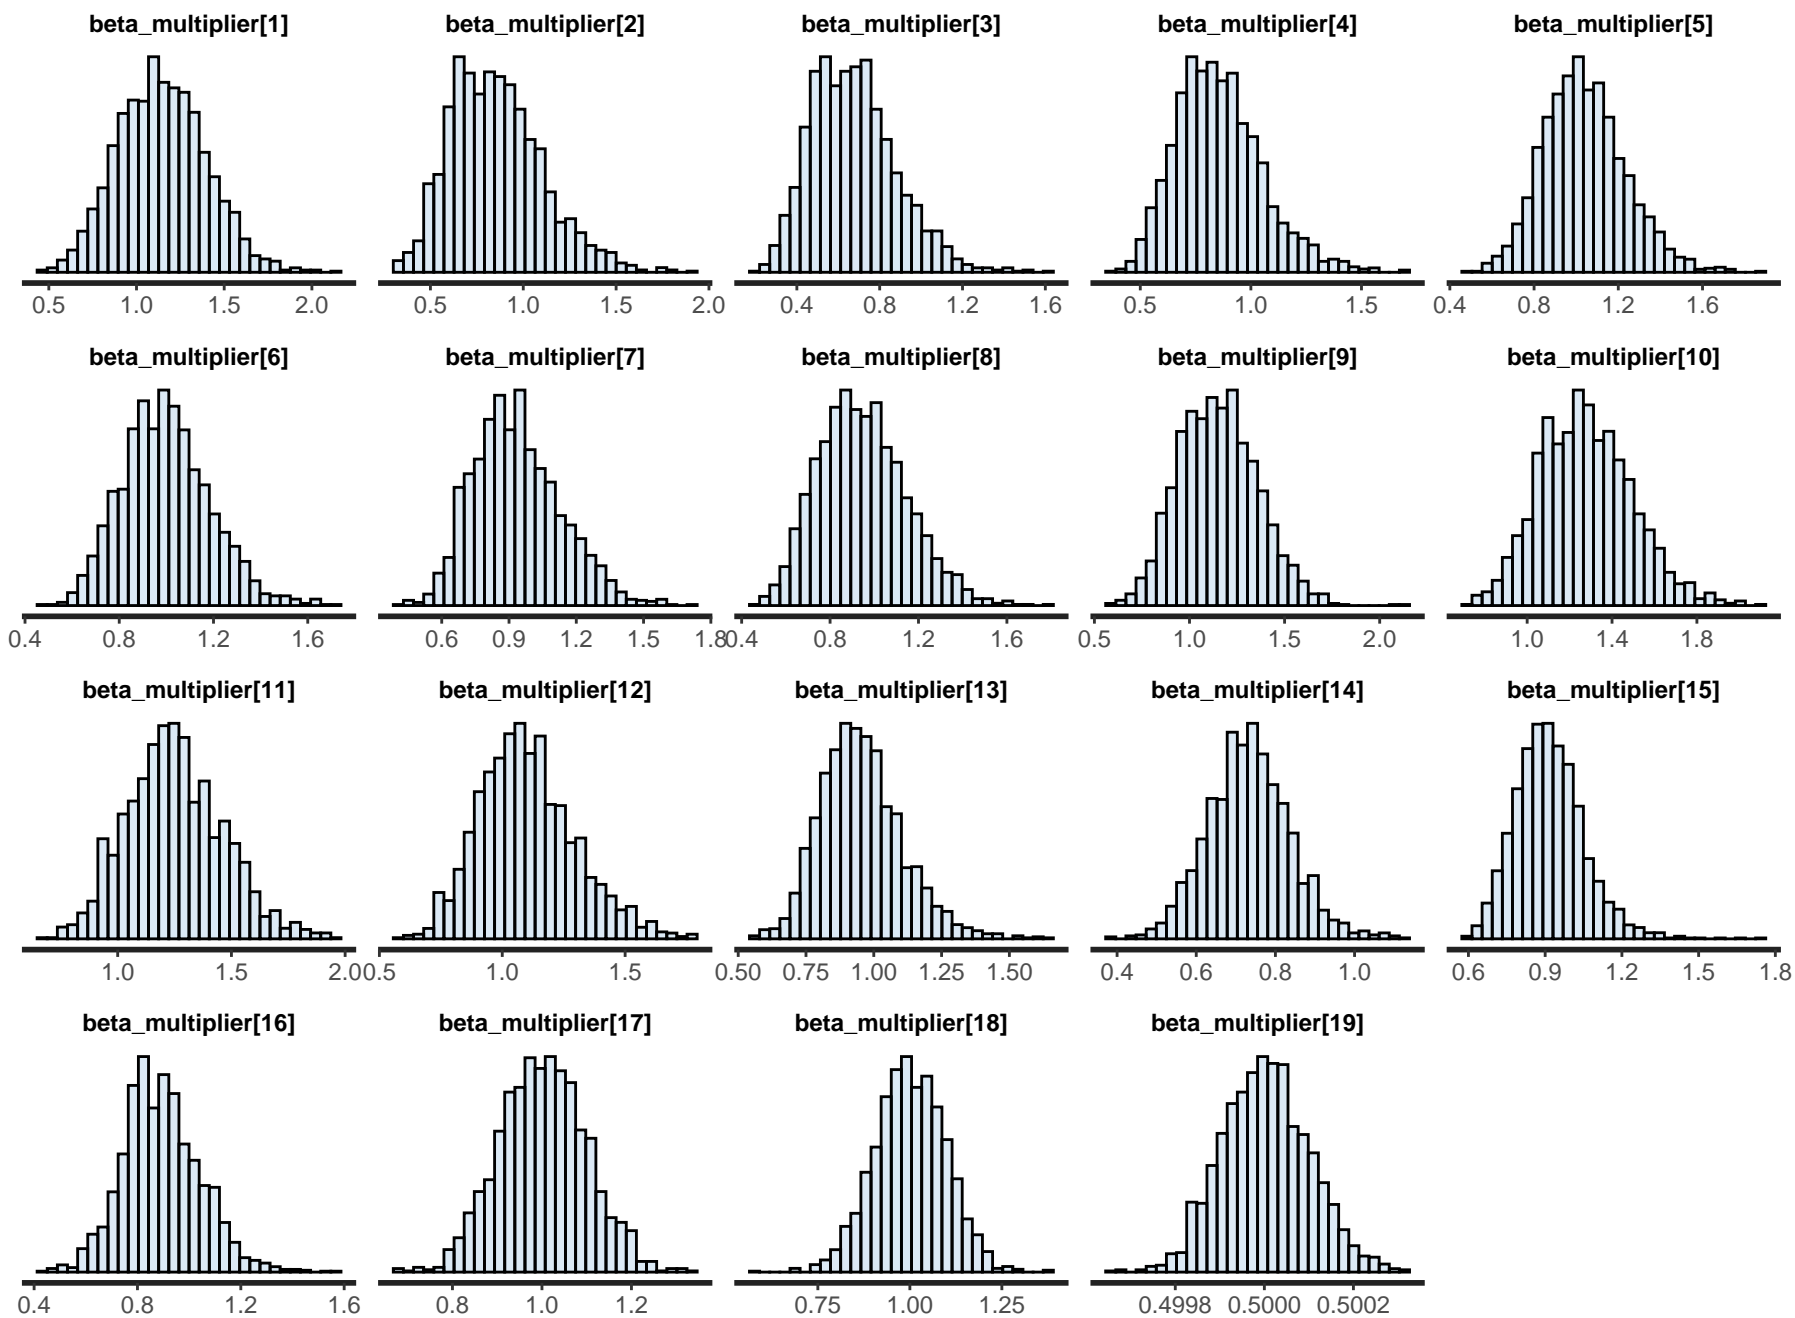 beta_multiplier[1] beta_multiplier[2] beta_multiplier[3] beta_multiplier[4] beta_multiplier[5]
0.5 1.0 1.5 2.0 0.5 1.0 1.5 2.0 0.4 0.8 1.2 1.6 0.5 1.0 1.5 0.4 0.8 1.2 1.6
beta_multiplier[6] beta_multiplier[7] beta_multiplier[8] beta_multiplier[9] beta_multiplier[10]
0.4 0.8 1.2 1.6 0.6 0.9 1.2 1.5 1.8 0.4 0.8 1.2 1.6 0.5 1.0 1.5 2.0 1.0 1.4 1.8
beta_multiplier[11] beta_multiplier[12] beta_multiplier[13] beta_multiplier[14] beta_multiplier[15]
1.0 1.5 2.0 0.5 1.0 1.5 0.50 0.75 1.00 1.25 1.50 0.4 0.6 0.8 1.0 0.6 0.9 1.2 1.5 1.8
beta_multiplier[16] beta_multiplier[17] beta_multiplier[18] beta_multiplier[19]
0.4 0.8 1.2 1.6 0.8 1.0 1.2 0.75 1.00 1.25 0.4998 0.5000 0.5002